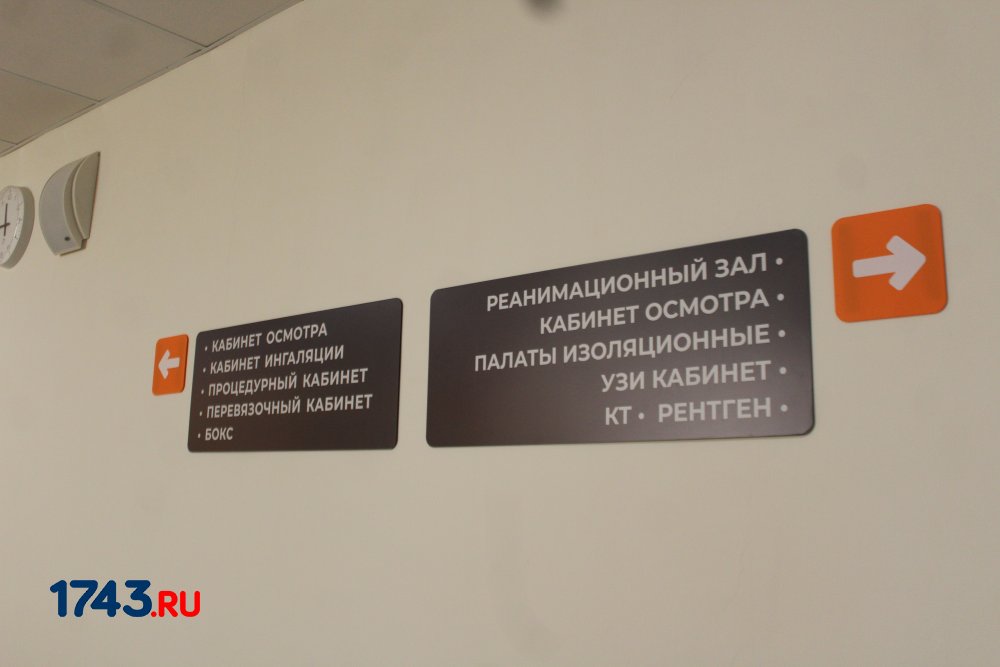 • КАБИНЕТ ОСМОТРА
• КАБИНЕТ ИНГАЛЯЦИИ
• ПРОЦЕДУРНЫЙ КАБИНЕТ
• ПЕРЕВЯЗОЧНЫЙ КАБИНЕТ
• БОКС
РЕАНИМАЦИОННЫЙ ЗАЛ •
КАБИНЕТ ОСМОТРА •
ПАЛАТЫ ИЗОЛЯЦИОННЫЕ •
УЗИ КАБИНЕТ •
КТ • РЕНТГЕН •
1743.RU